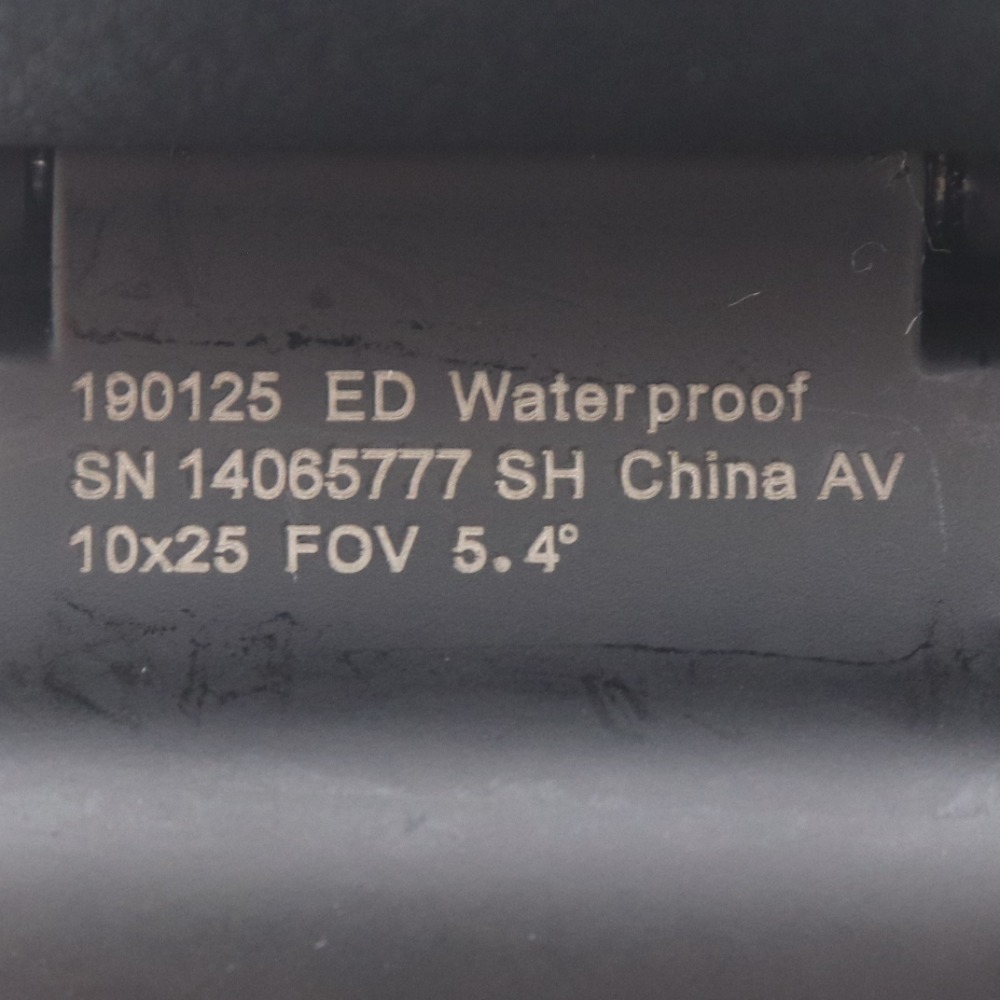 190125 ED Waterproof
SN 14065777 SH China AV
10x25 FOV 5.4°